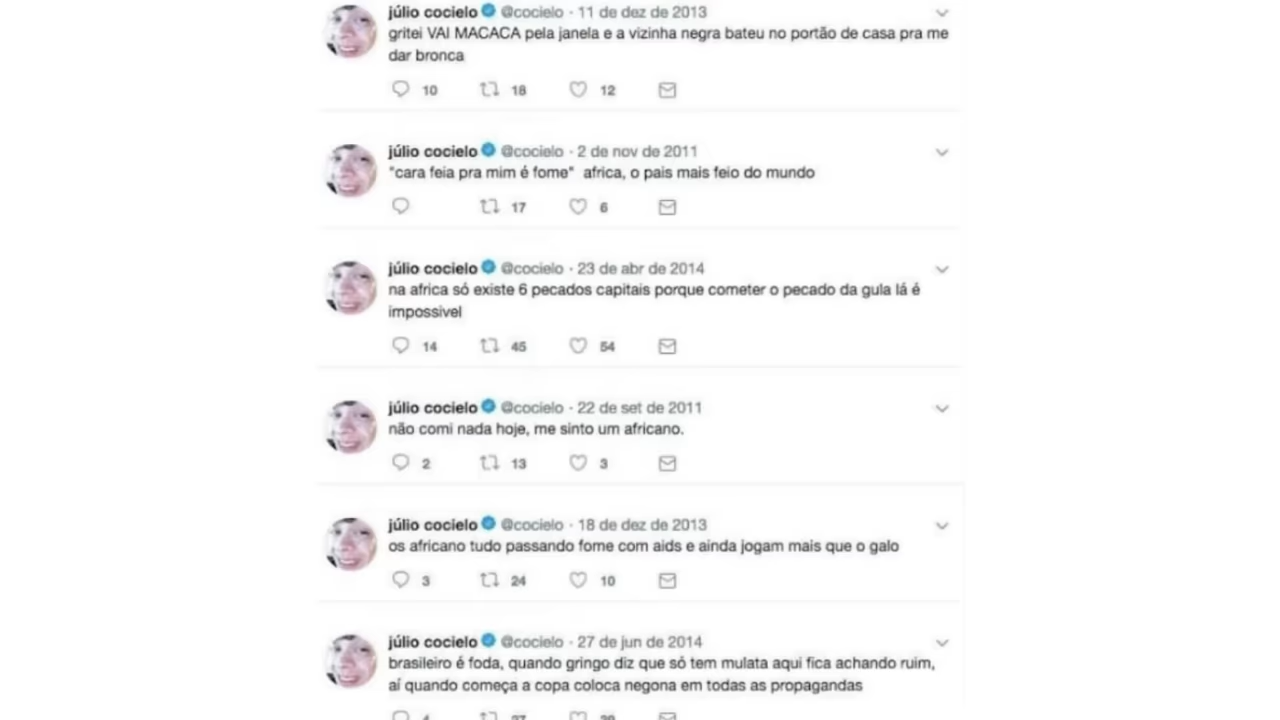 júlio cocielo @cocielo · 11 de dez de 2013
gritei VAI MACACA pela janela e a vizinha negra bateu no portão de casa pra me
dar bronca
10 18 12
júlio cocielo @cocielo · 2 de nov de 2011
"cara feia pra mim é fome" africa, o pais mais feio do mundo
17 6
júlio cocielo @cocielo · 23 de abr de 2014
na africa só existe 6 pecados capitais porque cometer o pecado da gula lá é
impossivel
14 45 54
júlio cocielo @cocielo · 22 de set de 2011
não comi nada hoje, me sinto um africano.
2 13 3
júlio cocielo @cocielo · 18 de dez de 2013
os africano tudo passando fome com aids e ainda jogam mais que o galo
3 24 10
júlio cocielo @cocielo · 27 de jun de 2014
brasileiro é foda, quando gringo diz que só tem mulata aqui fica achando ruim,
aí quando começa a copa coloca negona em todas as propagandas